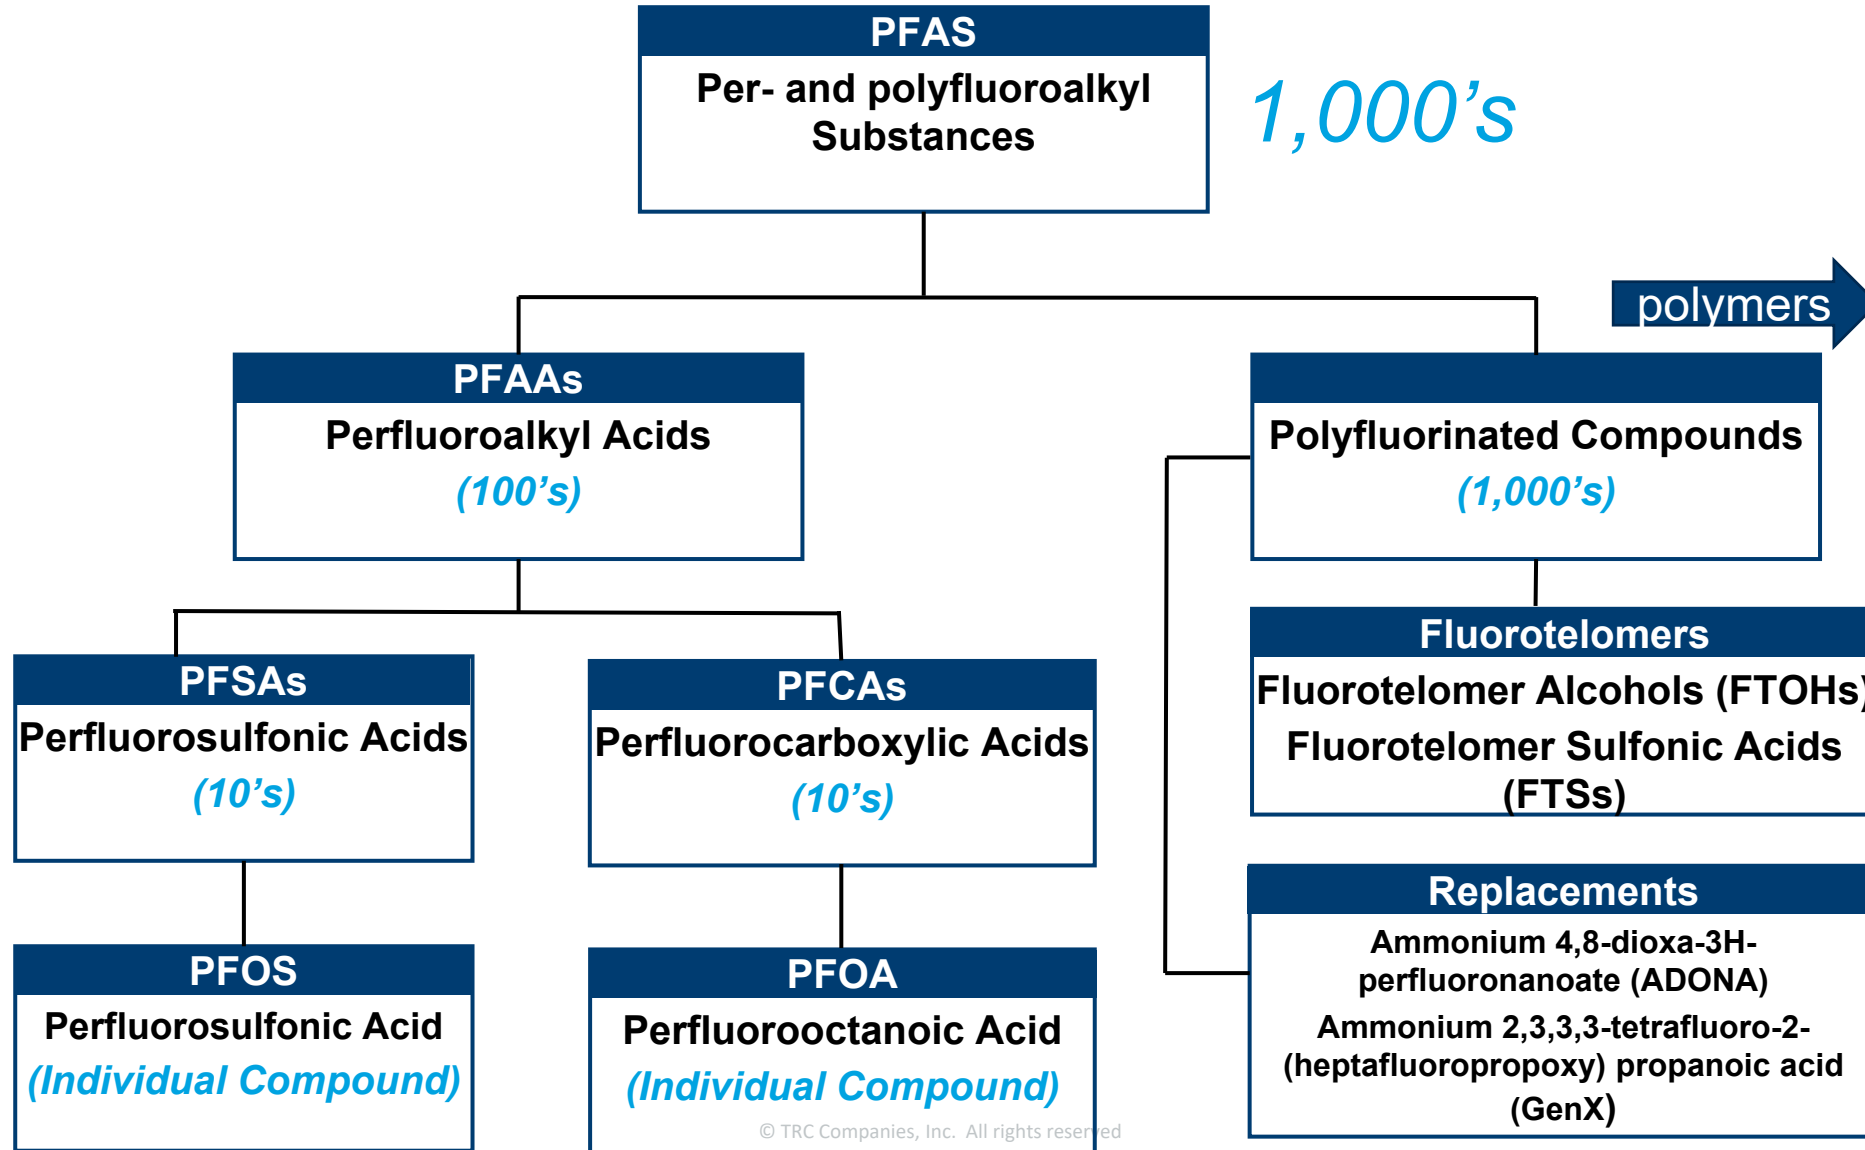 PFAS
Per- and polyfluoroalkyl
Substances
1,000’s
polymers
PFAAs
Perfluoroalkyl Acids
(100’s)
Polyfluorinated Compounds
(1,000’s)
PFSAs
Perfluorosulfonic Acids
(10’s)
PFCAs
Perfluorocarboxylic Acids
(10’s)
Fluorotelomers
Fluorotelomer Alcohols (FTOHs)
Fluorotelomer Sulfonic Acids
(FTSs)
PFOS
Perfluorosulfonic Acid
(Individual Compound)
PFOA
Perfluorooctanoic Acid
(Individual Compound)
Replacements
Ammonium 4,8-dioxa-3H-
perfluoronanoate (ADONA)
Ammonium 2,3,3,3-tetrafluoro-2-
(heptafluoropropoxy) propanoic acid
(GenX)
© TRC Companies, Inc. All rights reserved